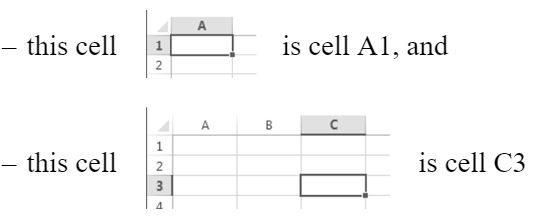 A
– this cell 1 is cell A1, and
2
A B C
1
– this cell 2 is cell C3
3
4